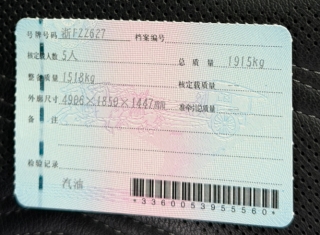 号牌号码 浙FZZ627 档案编号
核定载人数 5人 总质量 1915kg
整备质量 1518kg 核定载质量
外廓尺寸 4906×1850×1447mm 准牵引总质量
备注
检验记录
汽油
*3360053955560*